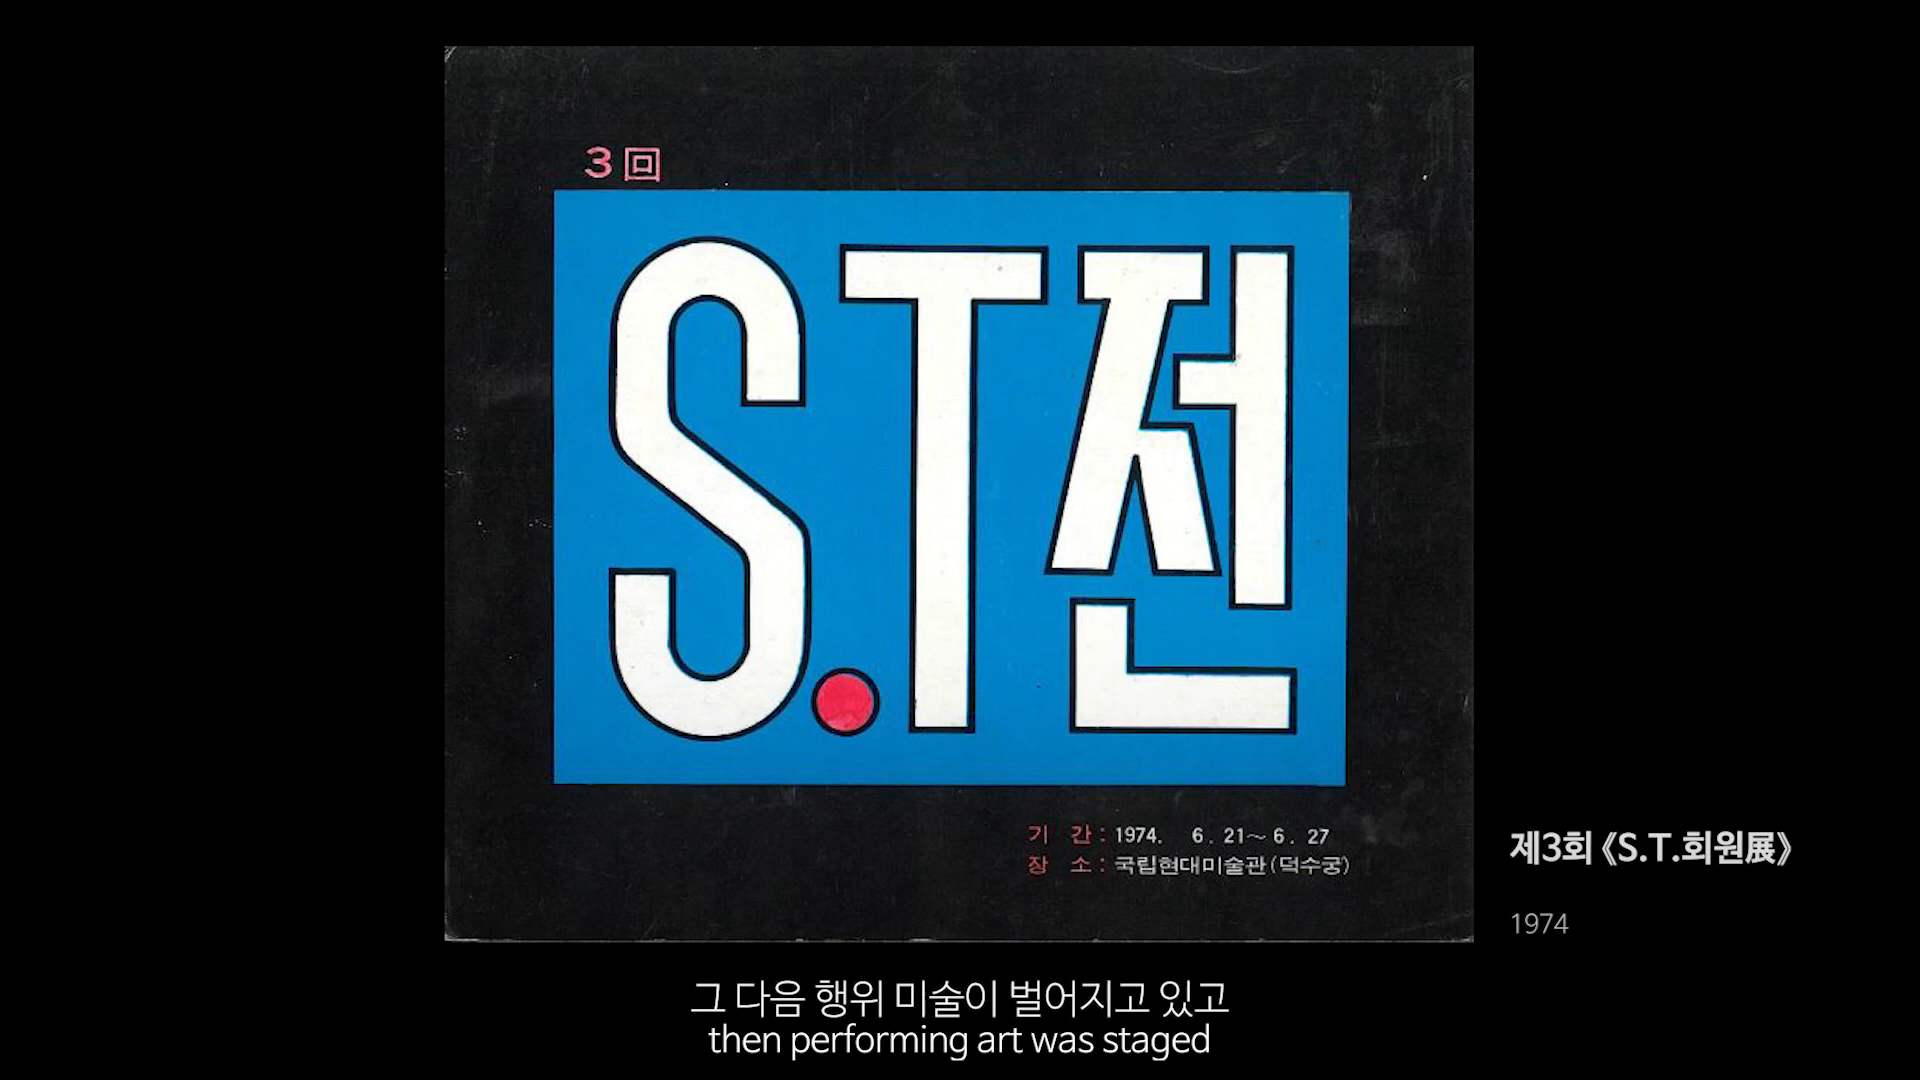 3回
S.T전
기 간 : 1974. 6. 21~6. 27
장 소 : 국립현대미술관(덕수궁)
제3회 《S.T.회원展》
1974
그 다음 행위 미술이 벌어지고 있고
then performing art was staged